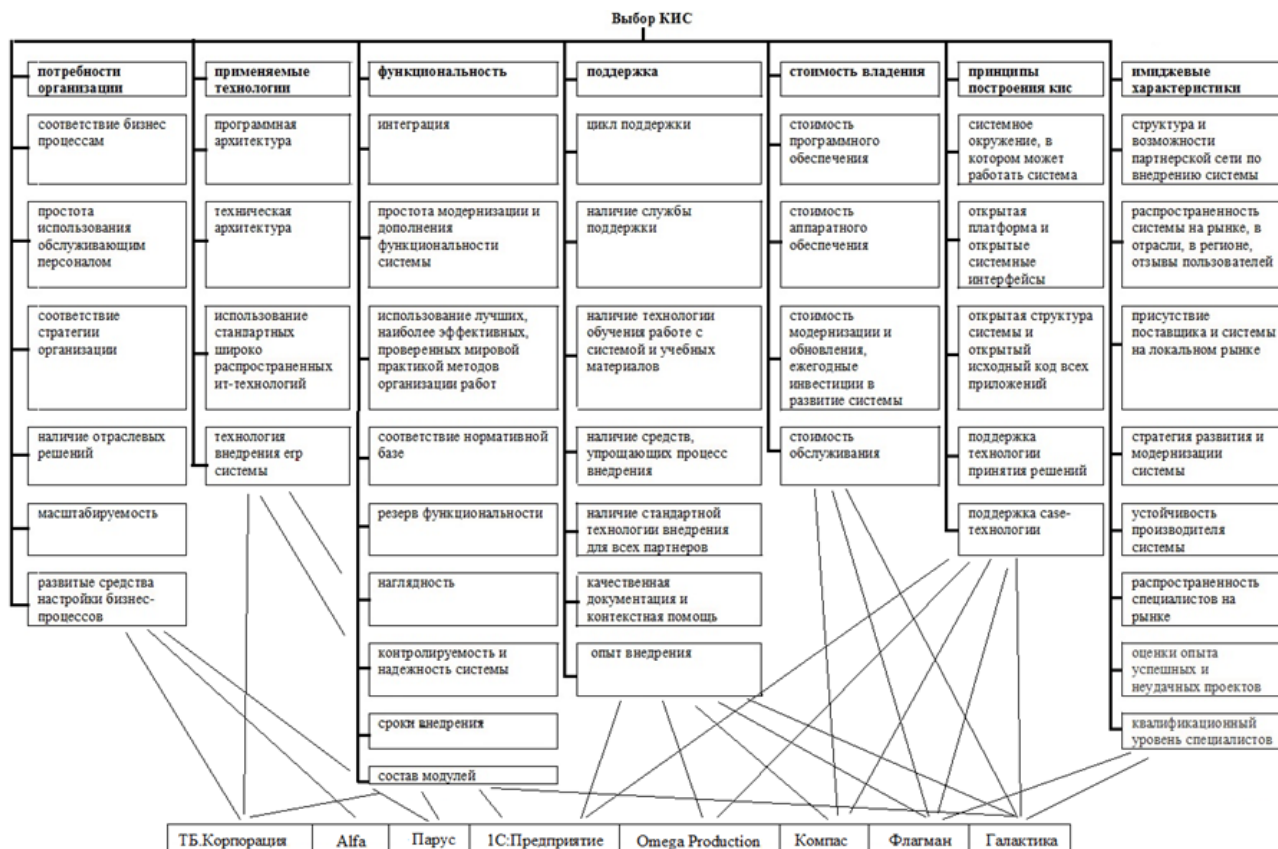 Выбор КИС
потребности
организации
соответствие бизнес
процессам
простота
использования
обслуживающим
персоналом
соответствие
стратегии
организации
наличие отраслевых
решений
масштабируемость
развитые средства
настройки бизнес-
процессов
применяемые
технологии
программная
архитектура
техническая
архитектура
использование
стандартных
широко
распространенных
ит-технологий
технология
внедрения erp
системы
функциональность
интеграция
простота модернизации и
дополнения
функциональности
системы
использование лучших,
наиболее эффективных,
проверенных мировой
практикой методов
организации работ
соответствие нормативной
базе
резерв функциональности
наглядность
контролируемость и
надежность системы
сроки внедрения
состав модулей
поддержка
цикл поддержки
наличие службы
поддержки
наличие технологии
обучения работе с
системой и учебных
материалов
наличие средств,
упрощающих процесс
внедрения
наличие стандартной
технологии внедрения
для всех партнеров
качественная
документация и
контекстная помощь
опыт внедрения
стоимость владения
стоимость
программного
обеспечения
стоимость
аппаратного
обеспечения
стоимость
модернизации и
обновления,
ежегодные
инвестиции в
развитие системы
стоимость
обслуживания
принципы
построения кис
системное
окружение, в
котором может
работать система
открытая
платформа и
открытые
системные
интерфейсы
открытая структура
системы и
открытый
исходный код всех
приложений
поддержка
технологии
принятия решений
поддержка case-
технологии
имиджевые
характеристики
структура и
возможности
партнерской сети по
внедрению системы
распространенность
системы на рынке, в
отрасли, в регионе,
отзывы пользователей
присутствие
поставщика и системы
на локальном рынке
стратегия развития и
модернизации
системы
устойчивость
производителя
системы
распространенность
специалистов на
рынке
оценки опыта
успешных и
неудачных проектов
квалификационный
уровень специалистов
ТБ.Корпорация
Alfa
Парус
1С:Предприятие
Omega Production
Компас
Флагман
Галактика